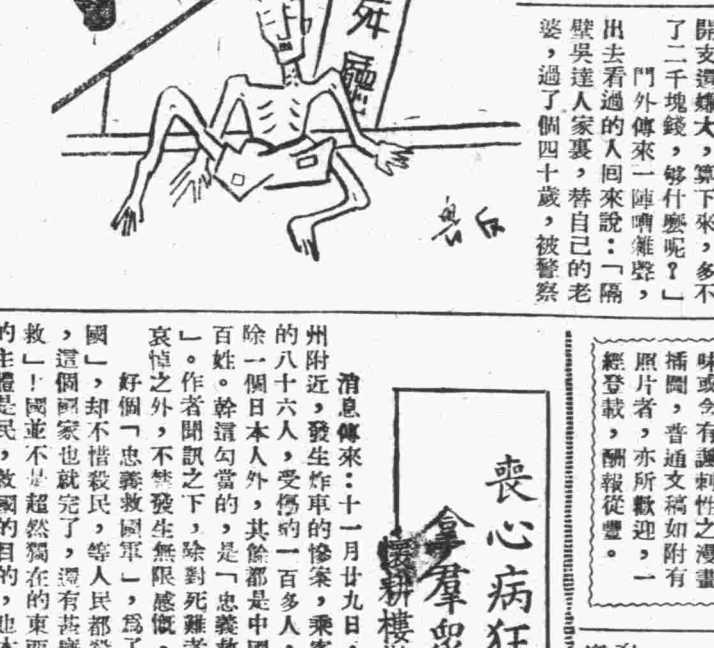 開支還嫌大，算下來，多不
了二千塊錢，够什麽呢？」
門外傳來一陣嘈雜聲，
出去看過的人囘來說：「隔
壁吳達人家裏，替自己的老
婆，過了個四十歲，被警察
味或含有諷刺性之漫畫
插圖，普通文稿如附有
照片者，亦所歡迎，一
經登載，酬報從豐。
喪心病狂
拿羣衆
耕樓
消息傳來：十一月廿九日，
州附近，發生炸車的慘案，乘客
的八十六人，受傷的一百多人，
除一個日本人外，其餘都是中國
百姓。幹這勾當的，是「忠義救
」。作者聞訊之下，除對死難者
哀悼之外，不禁發生無限感慨。
好個「忠義救國軍」，爲了
國」，却不惜殺民，等人民都殺
，這個國家也就完了，還有甚麽
救」！國並不是超然獨在的東西
的主體是民，救國的目的，也